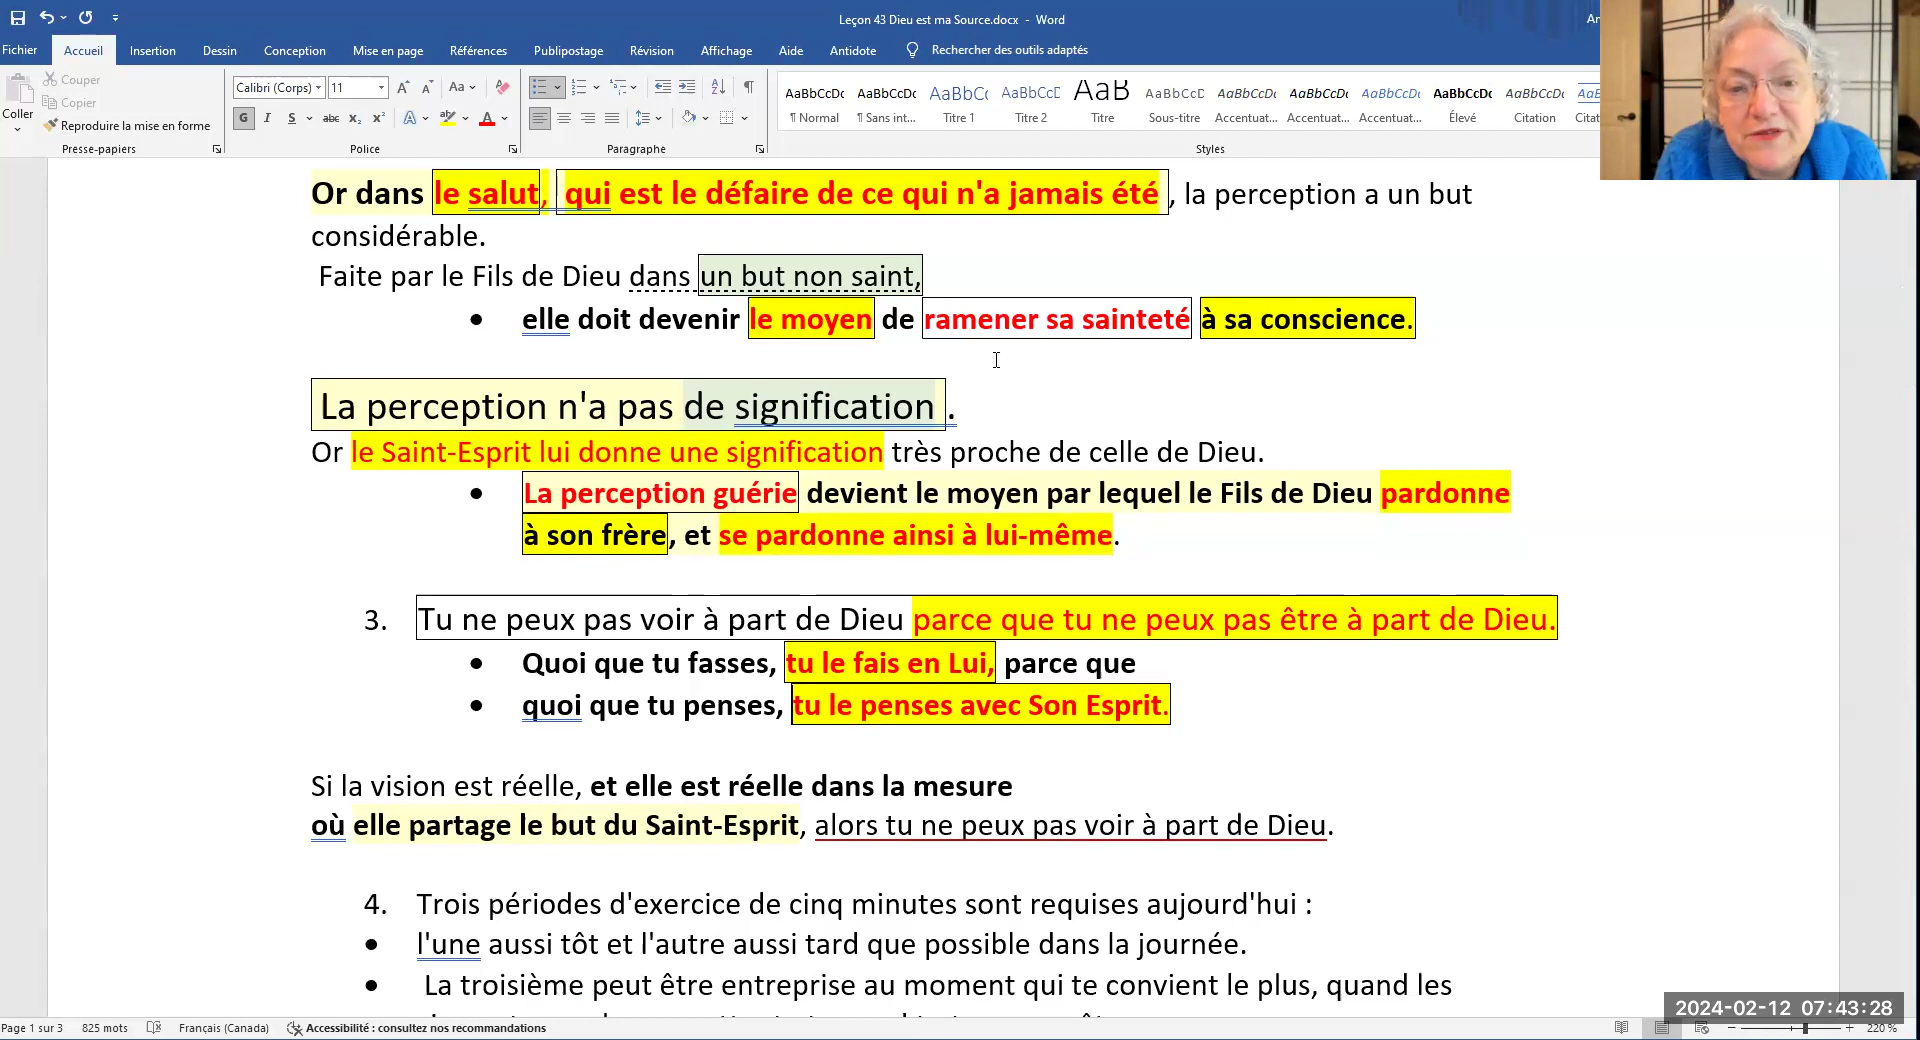 Leçon 43 Dieu est ma Source.docx - Word
Fichier Accueil Insertion Dessin Conception Mise en page Références Publipostage Révision Affichage Aide Antidote Rechercher des outils adaptés
Couper
Copier
Coller
Reproduire la mise en forme
Calibri (Corps) 11
AaBbCcDc AaBbCcDc AaBbCc AaBbCcD AaB AaBbCcD AaBbCcDc AaBbCcDc AaBbCcDc AaBbCcDc AaBbCcDc
¶ Normal ¶ Sans int... Titre 1 Titre 2 Titre Sous-titre Accentuat... Accentuat... Accentuat... Élevé Citation
Presse-papiers Police Paragraphe Styles
Or dans le salut, qui est le défaire de ce qui n'a jamais été , la perception a un but
considérable.
Faite par le Fils de Dieu dans un but non saint,
• elle doit devenir le moyen de ramener sa sainteté à sa conscience.
La perception n'a pas de signification .
Or le Saint-Esprit lui donne une signification très proche de celle de Dieu.
• La perception guérie devient le moyen par lequel le Fils de Dieu pardonne
à son frère, et se pardonne ainsi à lui-même.
3. Tu ne peux pas voir à part de Dieu parce que tu ne peux pas être à part de Dieu.
• Quoi que tu fasses, tu le fais en Lui, parce que
• quoi que tu penses, tu le penses avec Son Esprit.
Si la vision est réelle, et elle est réelle dans la mesure
où elle partage le but du Saint-Esprit, alors tu ne peux pas voir à part de Dieu.
4. Trois périodes d'exercice de cinq minutes sont requises aujourd'hui :
• l'une aussi tôt et l'autre aussi tard que possible dans la journée.
• La troisième peut être entreprise au moment qui te convient le plus, quand les
2024-02-12 07:43:28
Page 1 sur 3 825 mots Français (Canada) Accessibilité : consultez nos recommandations 220 %